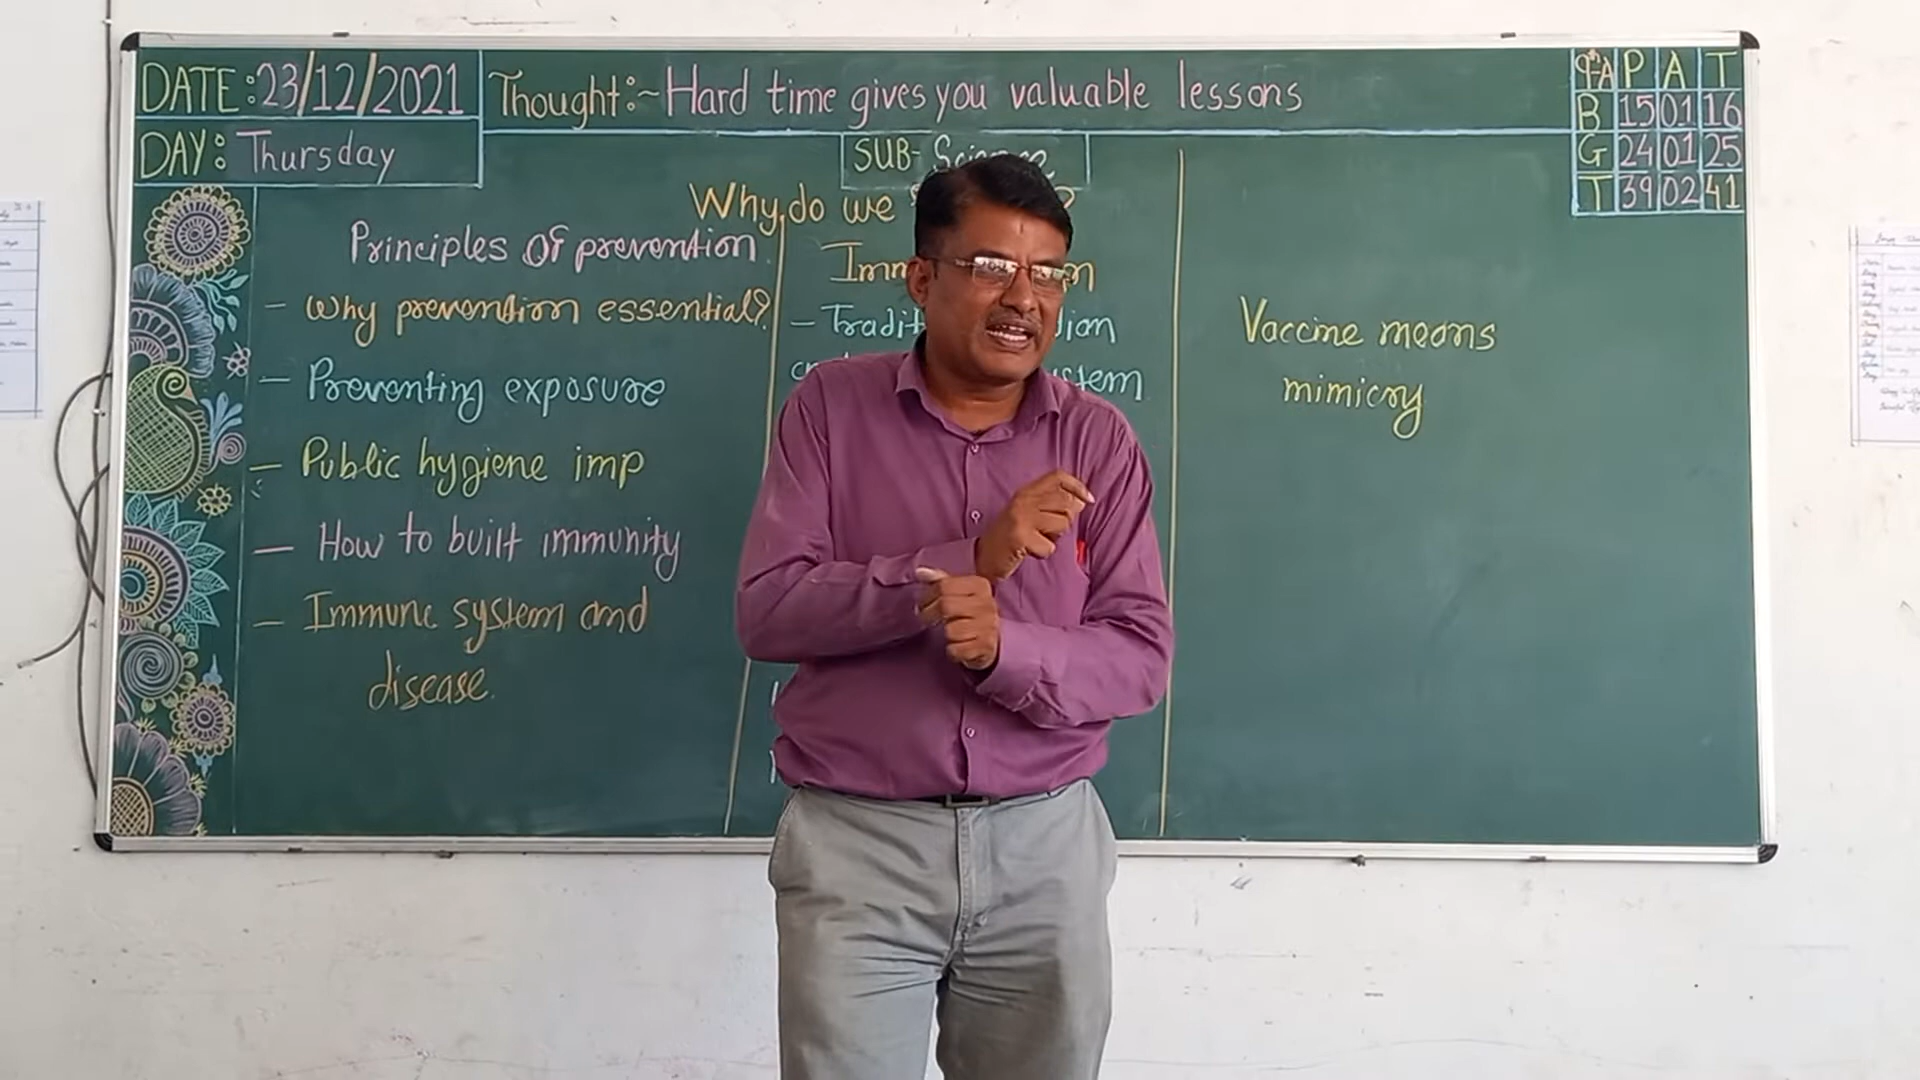 DATE: 23/12/2021
DAY: Thursday
Thought:~ Hard time gives you valuable lessons
9th-A P A T
B 15 01 16
G 24 01 25
T 39 02 41
SUB- Science
Why do we
Principles of prevention
- Why prevention essential?
- Preventing exposure
- Public hygiene imp
- How to built immunity
- Immune system and
disease.
Vaccine means
mimicry